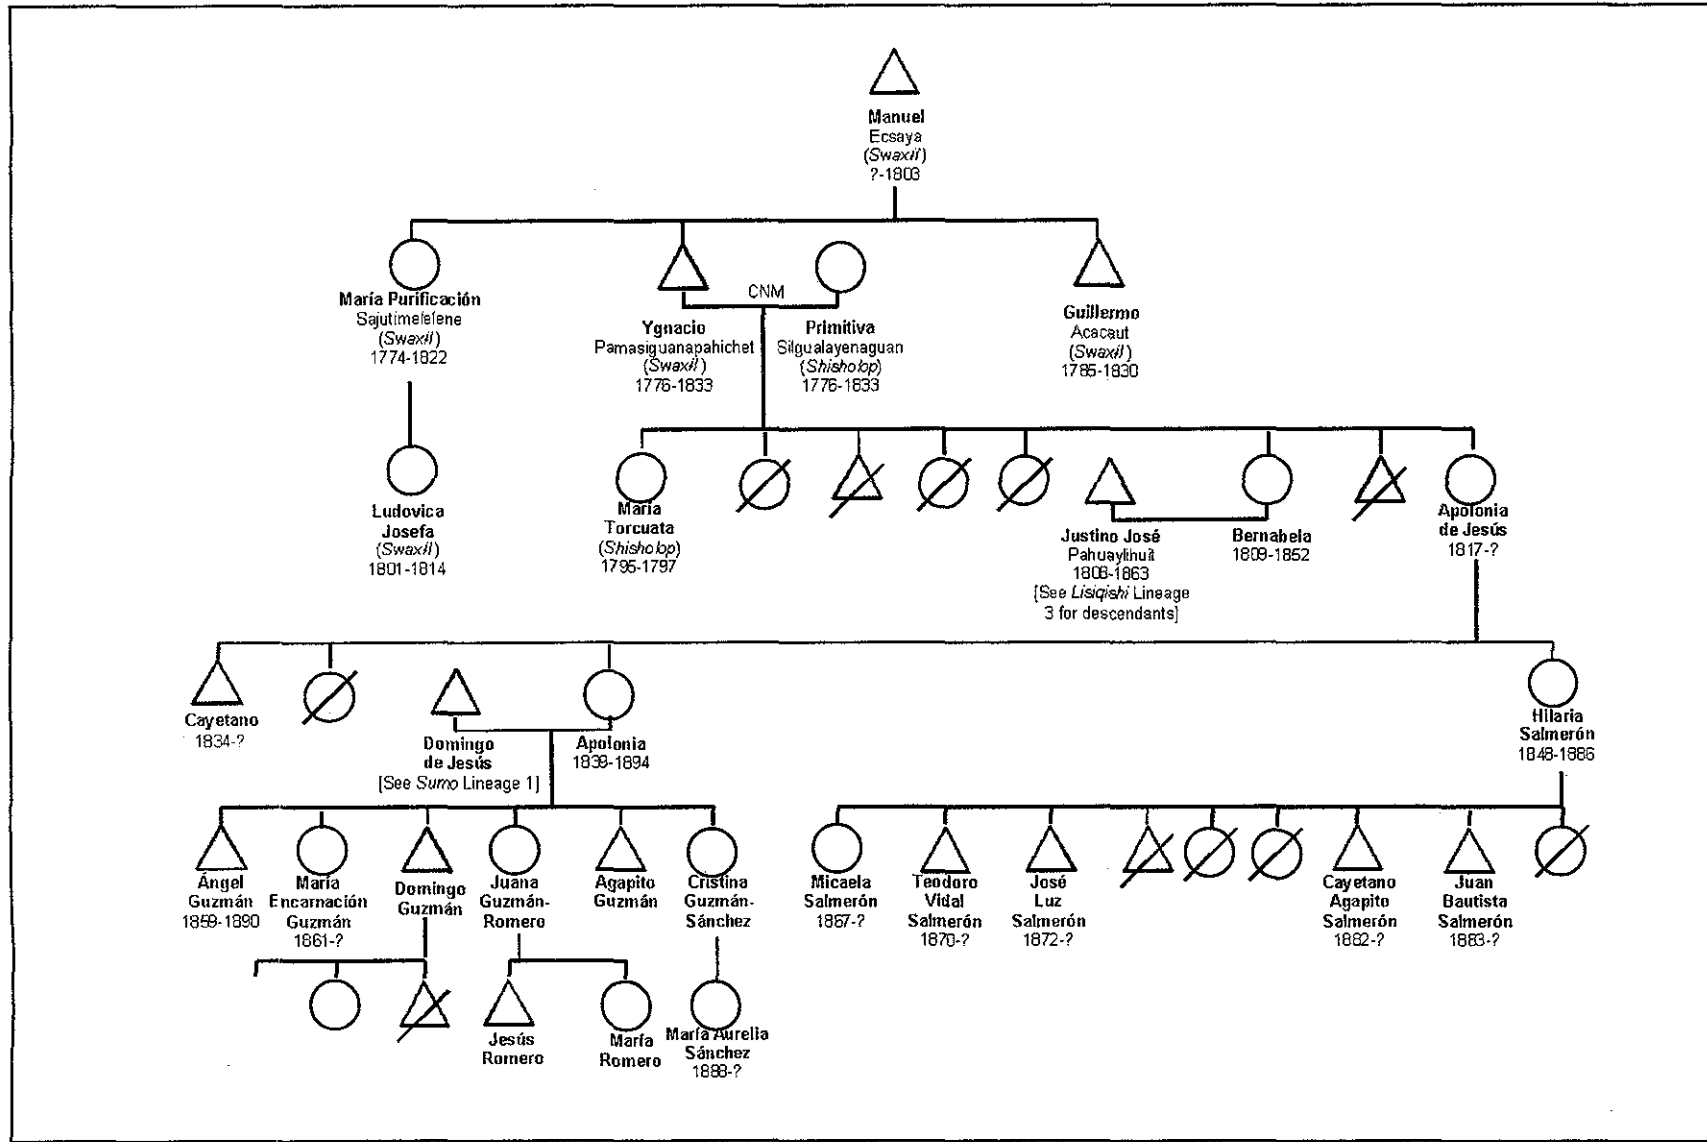 Manuel
Ecsaya
(Swaxil)
?-1803
María Purificación
Sajutimelelene
(Swaxil)
1774-1822
CNM
Ygnacio
Pamasiguanapahichet
(Swaxil)
1776-1833
Primitiva
Silgualayenaguan
(Shisholop)
1776-1833
Guillermo
Acacaut
(Swaxil)
1785-1830
Ludovica
Josefa
(Swaxil)
1801-1814
María
Torcuata
(Shisholop)
1795-1797
Justino José
Pahuaylihuit
1808-1863
[See Lisiqishi Lineage
3 for descendants]
Bernabela
1809-1852
Apolonia
de Jesús
1817-?
Cayetano
1834-?
Domingo
de Jesús
[See Sumo Lineage 1]
Apolonia
1839-1894
Hilaria
Salmerón
1848-1886
Ángel
Guzmán
1859-1890
María
Encarnación
Guzmán
1861-?
Domingo
Guzmán
Juana
Guzmán-
Romero
Agapito
Guzmán
Cristina
Guzmán-
Sánchez
Micaela
Salmerón
1867-?
Teodoro
Vidal
Salmerón
1870-?
José
Luz
Salmerón
1872-?
Cayetano
Agapito
Salmerón
1882-?
Juan
Bautista
Salmerón
1883-?
Jesús
Romero
María
Romero
María Aurelia
Sánchez
1888-?